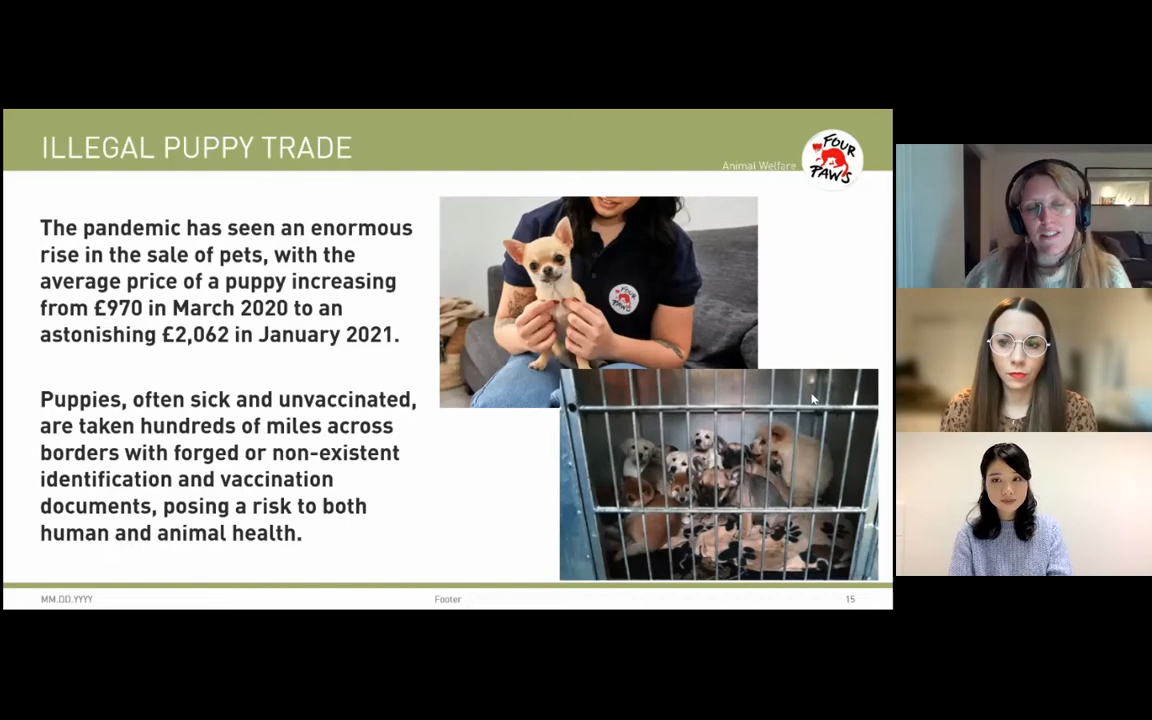 ILLEGAL PUPPY TRADE
Animal Welfare
FOUR
PAWS
The pandemic has seen an enormous
rise in the sale of pets, with the
average price of a puppy increasing
from £970 in March 2020 to an
astonishing £2,062 in January 2021.
Puppies, often sick and unvaccinated,
are taken hundreds of miles across
borders with forged or non-existent
identification and vaccination
documents, posing a risk to both
human and animal health.
MM.DD.YYYY
Footer
15